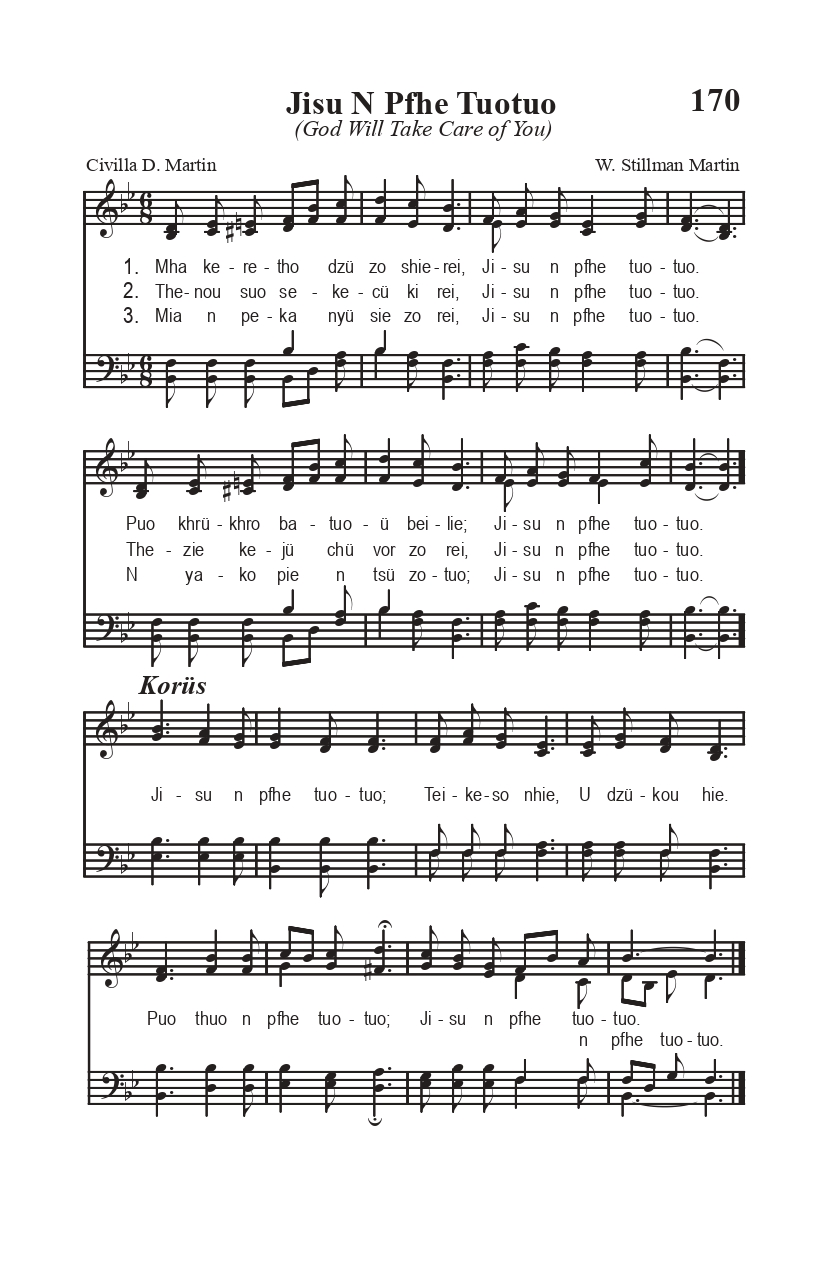 Jisu N Pfhe Tuotuo
170
(God Will Take Care of You)
Civilla D. Martin
W. Stillman Martin
1. Mha ke - re - tho dzü zo shie - rei, Ji - su n pfhe tuo - tuo.
2. The - nou suo se - ke - cü ki rei, Ji - su n pfhe tuo - tuo.
3. Mia n pe - ka nyü sie zo rei, Ji - su n pfhe tuo - tuo.
Puo khrü - khro ba - tuo - ü bei - lie; Ji - su n pfhe tuo - tuo.
The - zie ke - jü chü vor zo rei, Ji - su n pfhe tuo - tuo.
N ya - ko pie n tsü zo - tuo; Ji - su n pfhe tuo - tuo.
Korüs
Ji - su n pfhe tuo - tuo; Tei - ke - so nhie, U dzü - kou hie.
Puo thuo n pfhe tuo - tuo; Ji - su n pfhe tuo - tuo.
n pfhe tuo - tuo.